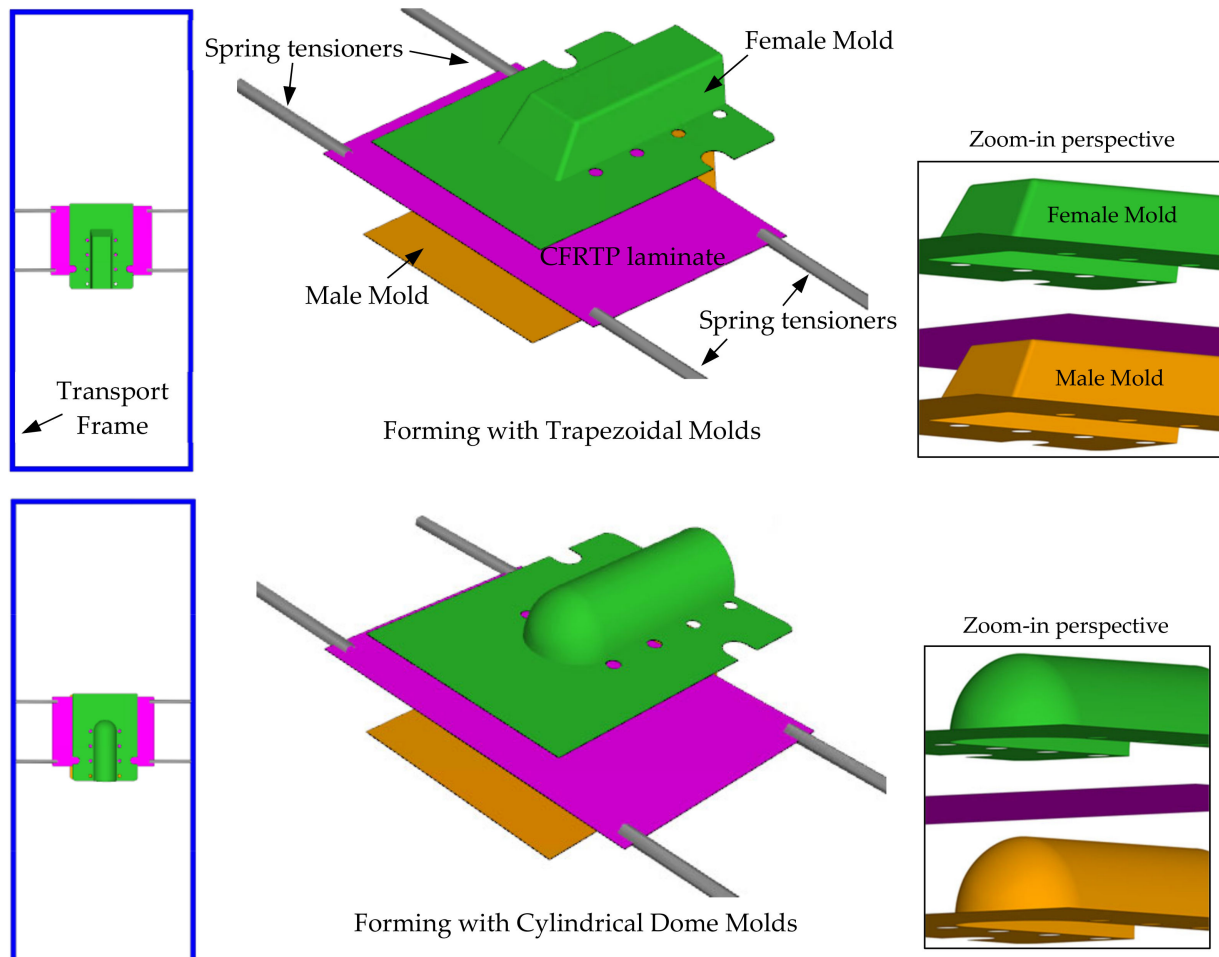 Spring tensioners
Female Mold
Zoom-in perspective
Female Mold
CFRTP laminate
Male Mold
Spring tensioners
Male Mold
Transport
Frame
Forming with Trapezoidal Molds
Zoom-in perspective
Forming with Cylindrical Dome Molds